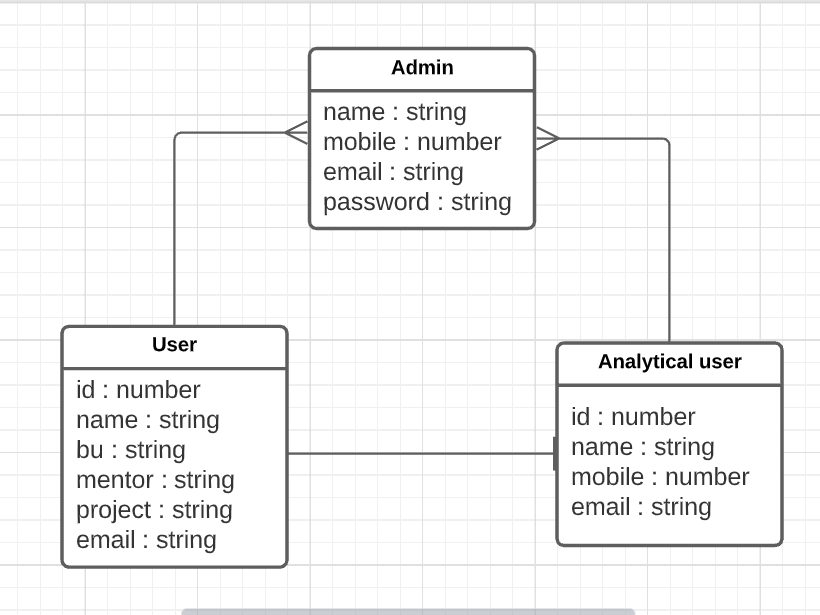 Admin
name : string
mobile : number
email : string
password : string
User
id : number
name : string
bu : string
mentor : string
project : string
email : string
Analytical user
id : number
name : string
mobile : number
email : string